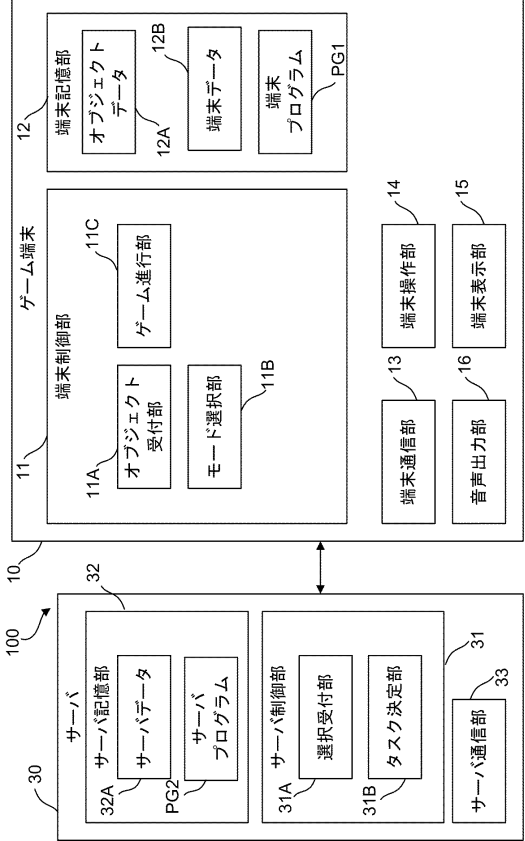 100
30
サーバ
32
サーバ記憶部
サーバデータ
32A
サーバ
プログラム
PG2
サーバ制御部
31
選択受付部
31A
タスク決定部
31B
サーバ通信部
33
10
ゲーム端末
11
端末制御部
オブジェクト
受付部
11A
ゲーム進行部
11C
モード選択部
11B
12
端末記憶部
オブジェクト
データ
12A
端末データ
12B
端末
プログラム
PG1
端末通信部
13
端末操作部
14
音声出力部
16
端末表示部
15